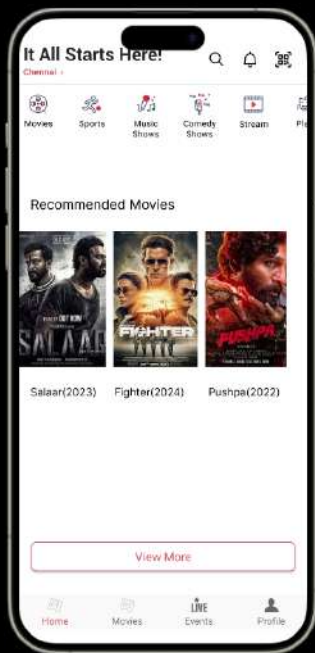 It All Starts Here!
Chennai ›
Movies
Sports
Music
Shows
Comedy
Shows
Stream
Pla
Recommended Movies
SALAAR
FIGHTER
PUSHPA
Salaar(2023)
Fighter(2024)
Pushpa(2022)
View More
LIVE
Home
Movies
Events
Profile